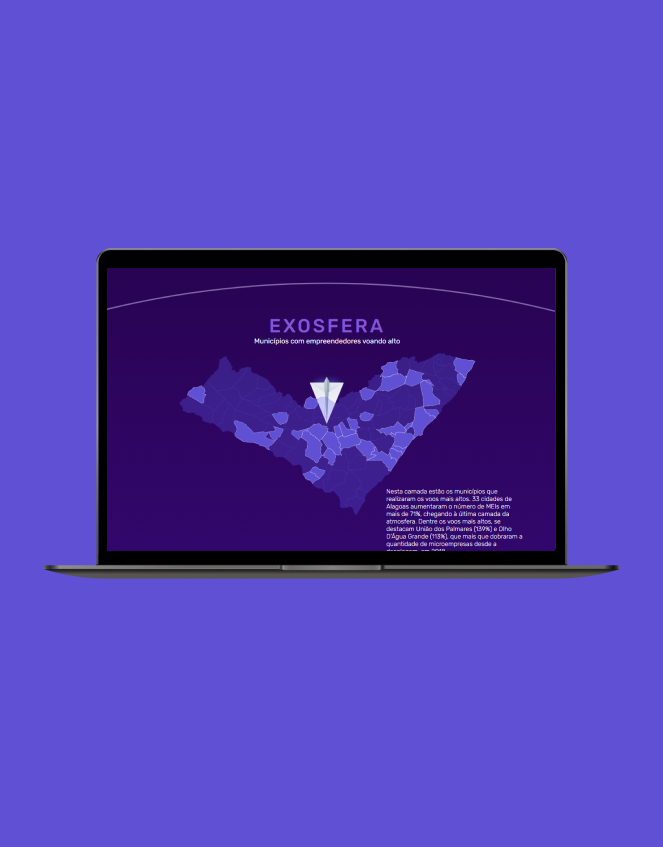 EXOSFERA
Municípios com empreendedores voando alto
Nesta camada estão os municípios que
realizaram os voos mais altos. 33 cidades de
Alagoas aumentaram o número de MEIs em
mais de 71%, chegando à última camada da
atmosfera. Dentre os voos mais altos, se
destacam União dos Palmares (139%) e Olho
D'Água Grande (113%), que mais que dobraram a
quantidade de microempresas desde a